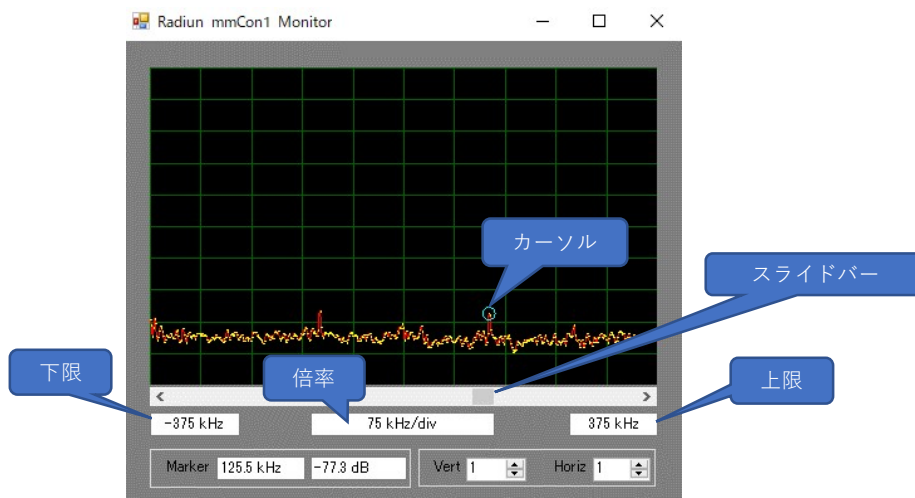 Radiun mmCon1 Monitor
カーソル
スライドバー
下限
倍率
上限
-375 kHz
75 kHz/div
375 kHz
Marker 125.5 kHz -77.3 dB Vert 1 Horiz 1